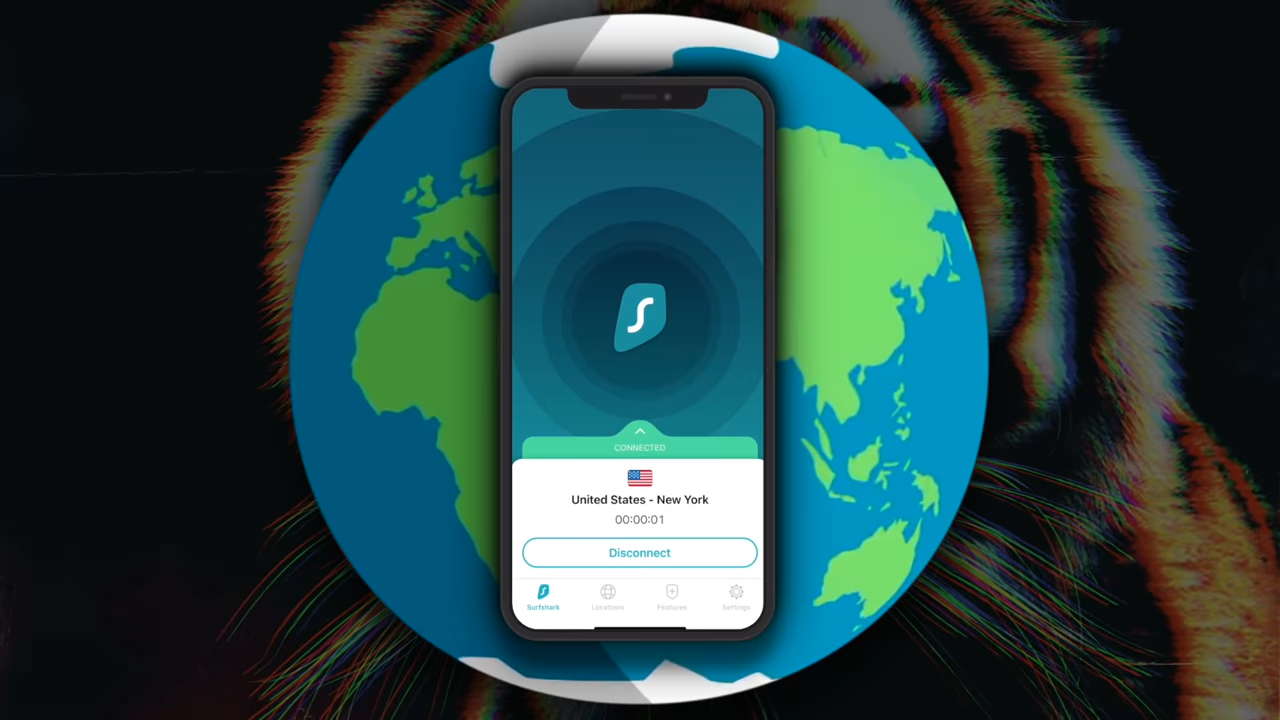 CONNECTED
United States - New York
00:00:01
Disconnect
Surfshark Locations Features Settings